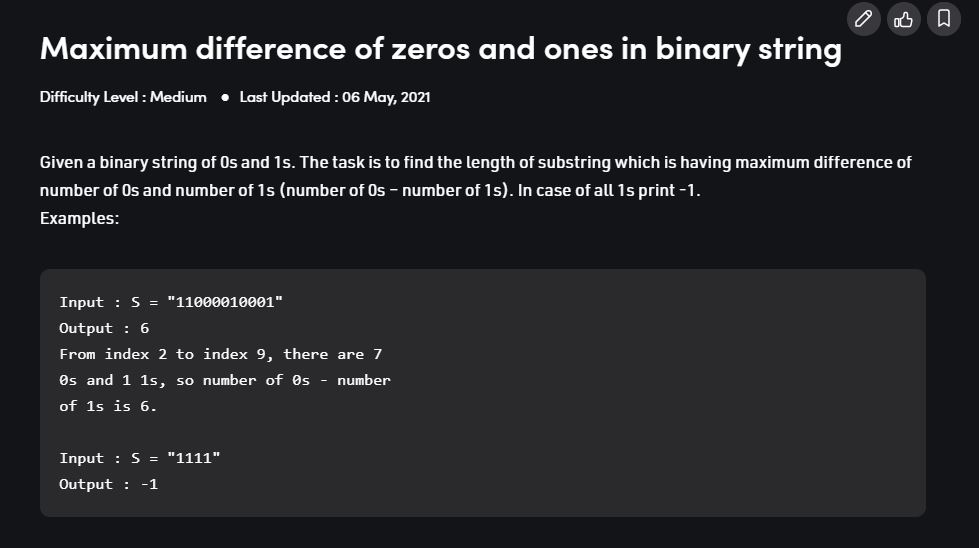 Maximum difference of zeros and ones in binary string
Difficulty Level : Medium ● Last Updated : 06 May, 2021
Given a binary string of 0s and 1s. The task is to find the length of substring which is having maximum difference of
number of 0s and number of 1s (number of 0s – number of 1s). In case of all 1s print -1.
Examples:
Input : S = "11000010001"
Output : 6
From index 2 to index 9, there are 7
0s and 1 1s, so number of 0s - number
of 1s is 6.
Input : S = "1111"
Output : -1